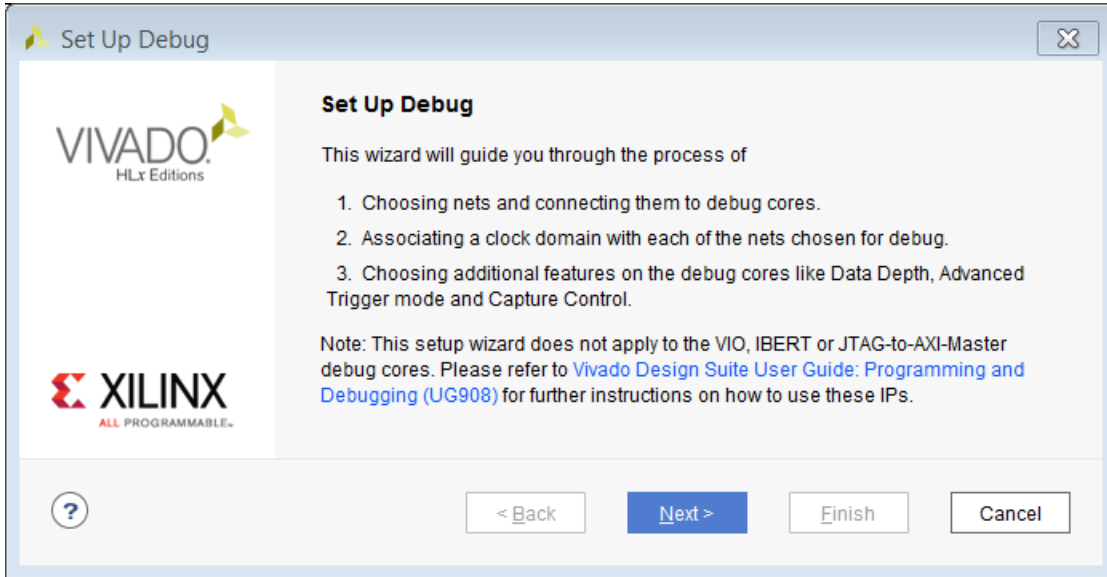 Set Up Debug
VIVADO.
HLx Editions
Set Up Debug
This wizard will guide you through the process of
1. Choosing nets and connecting them to debug cores.
2. Associating a clock domain with each of the nets chosen for debug.
3. Choosing additional features on the debug cores like Data Depth, Advanced
Trigger mode and Capture Control.
Note: This setup wizard does not apply to the VIO, IBERT or JTAG-to-AXI-Master
debug cores. Please refer to Vivado Design Suite User Guide: Programming and
Debugging (UG908) for further instructions on how to use these IPs.
XILINX
ALL PROGRAMMABLE™
?
< Back
Next >
Finish
Cancel